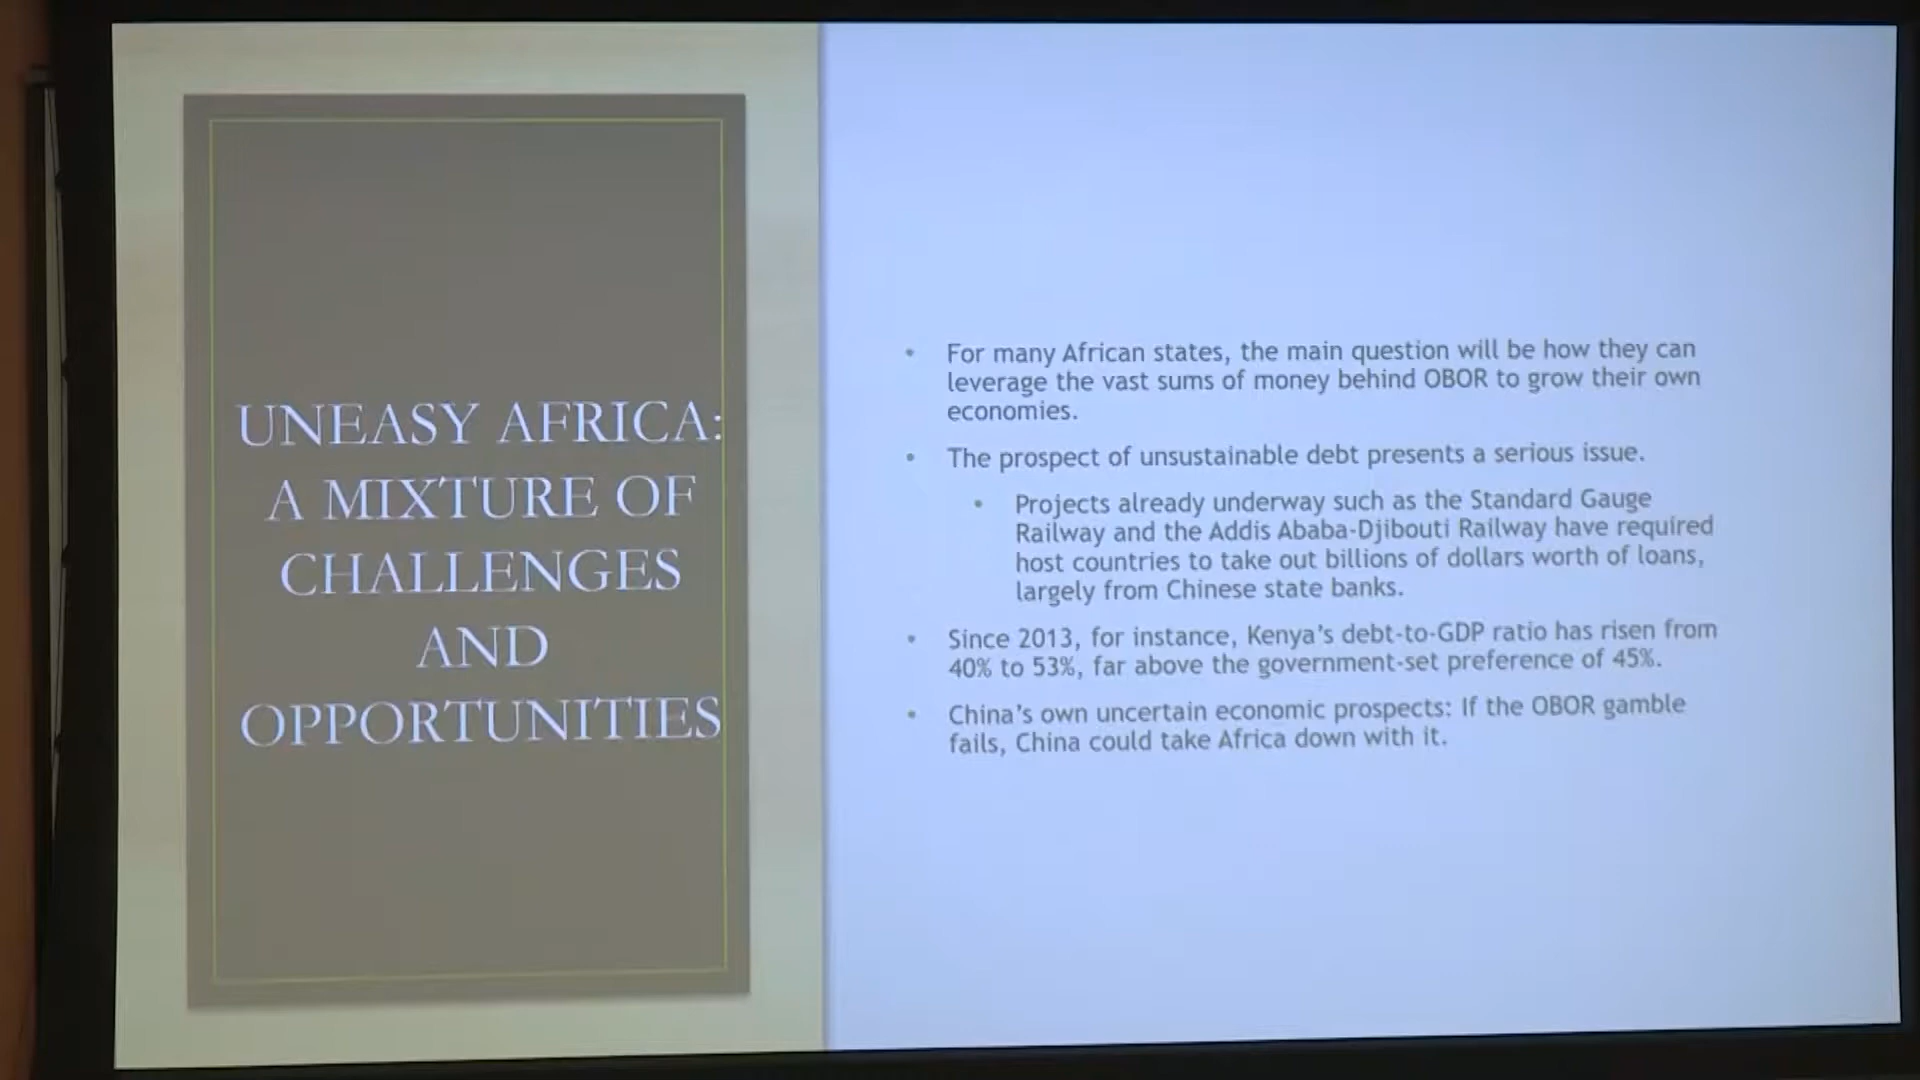 UNEASY AFRICA:
A MIXTURE OF
CHALLENGES
AND
OPPORTUNITIES
• For many African states, the main question will be how they can
leverage the vast sums of money behind OBOR to grow their own
economies.
• The prospect of unsustainable debt presents a serious issue.
• Projects already underway such as the Standard Gauge
Railway and the Addis Ababa-Djibouti Railway have required
host countries to take out billions of dollars worth of loans,
largely from Chinese state banks.
• Since 2013, for instance, Kenya’s debt-to-GDP ratio has risen from
40% to 53%, far above the government-set preference of 45%.
• China’s own uncertain economic prospects: If the OBOR gamble
fails, China could take Africa down with it.